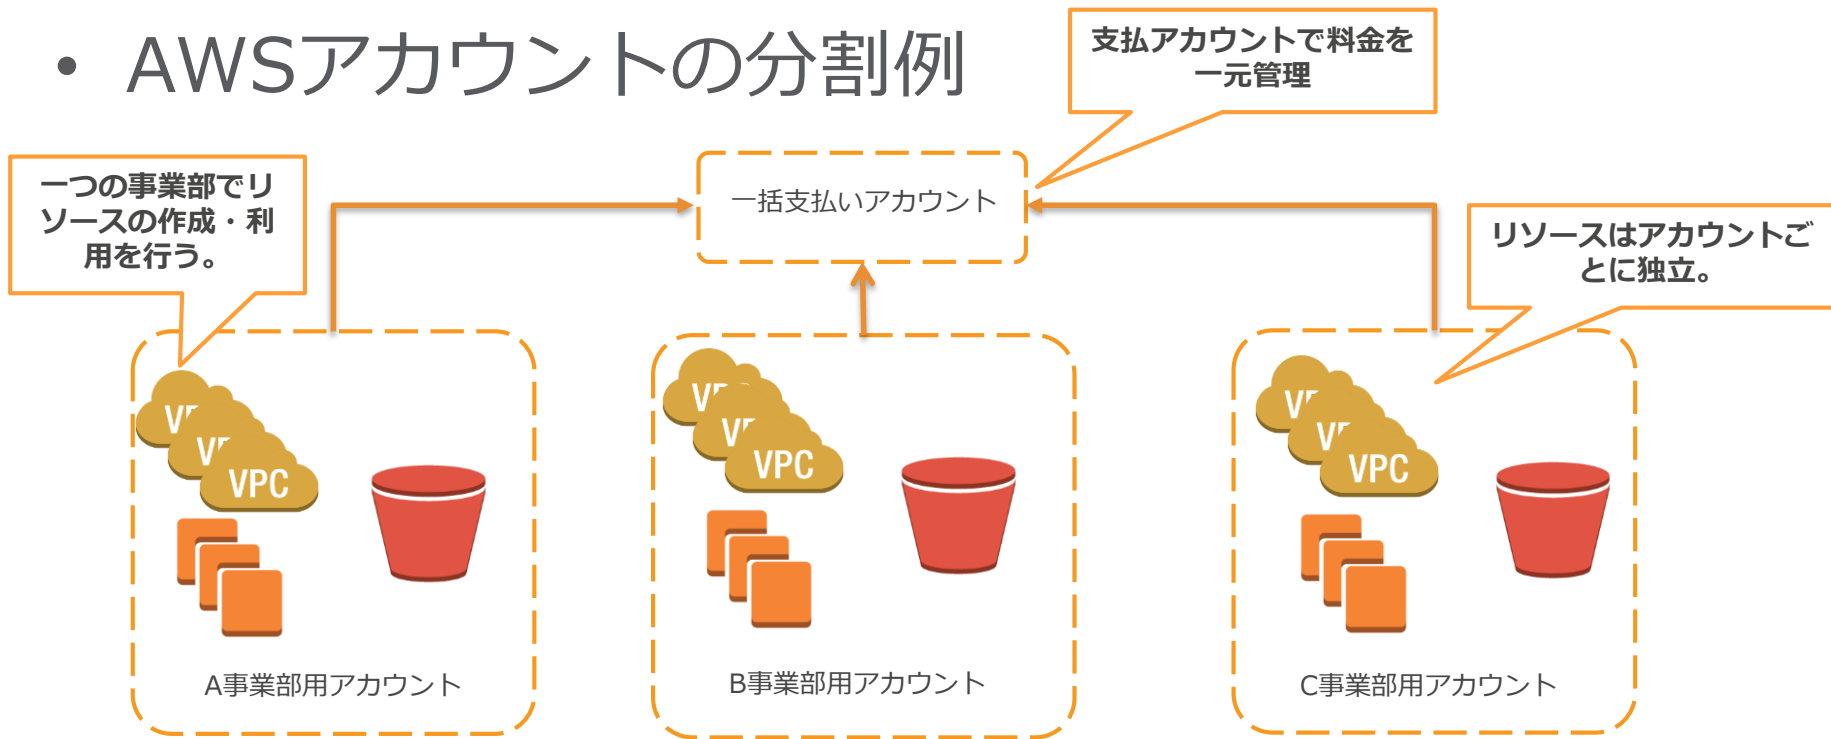 • AWSアカウントの分割例
支払アカウントで料金を
一元管理
一つの事業部でリ
ソースの作成・利
用を行う。
一括支払いアカウント
リソースはアカウントご
とに独立。
VPC
VPC
VPC
A事業部用アカウント
B事業部用アカウント
C事業部用アカウント